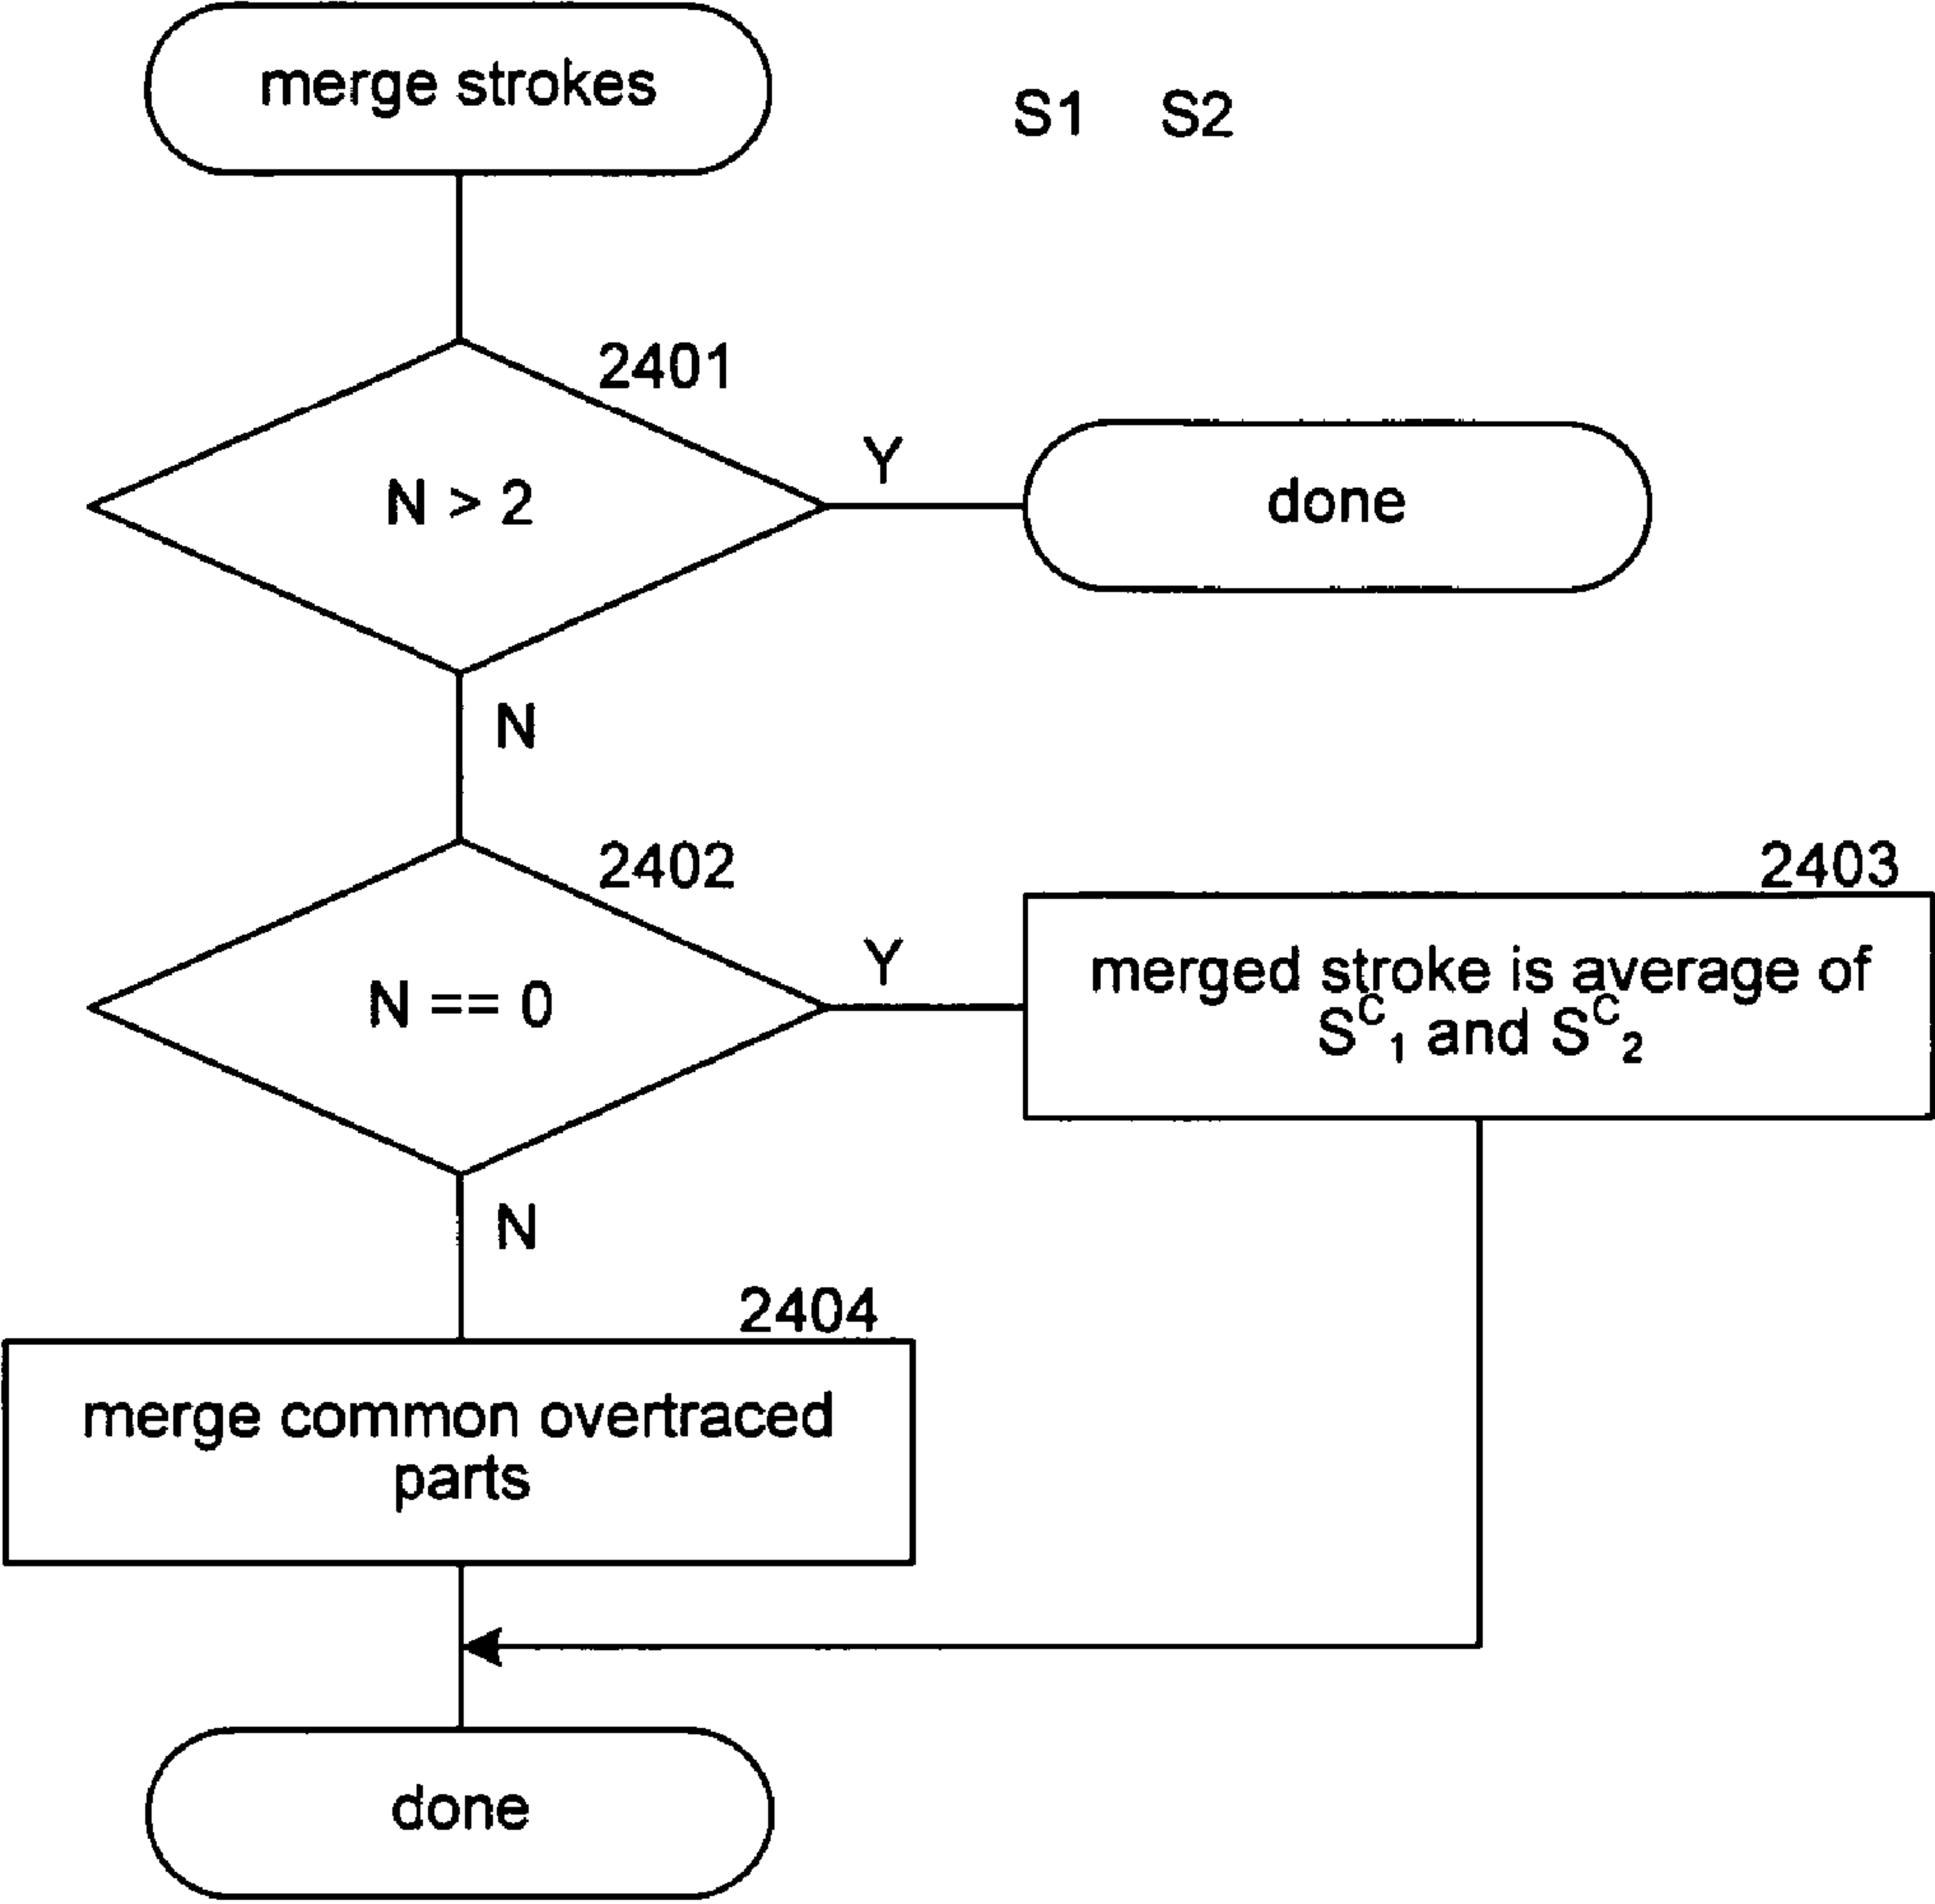 merge strokes
S1 S2
2401
N > 2
Y
done
N
2402
N == 0
Y
2403
merged stroke is average of
S^C_1 and S^C_2
N
2404
merge common overtraced
parts
done